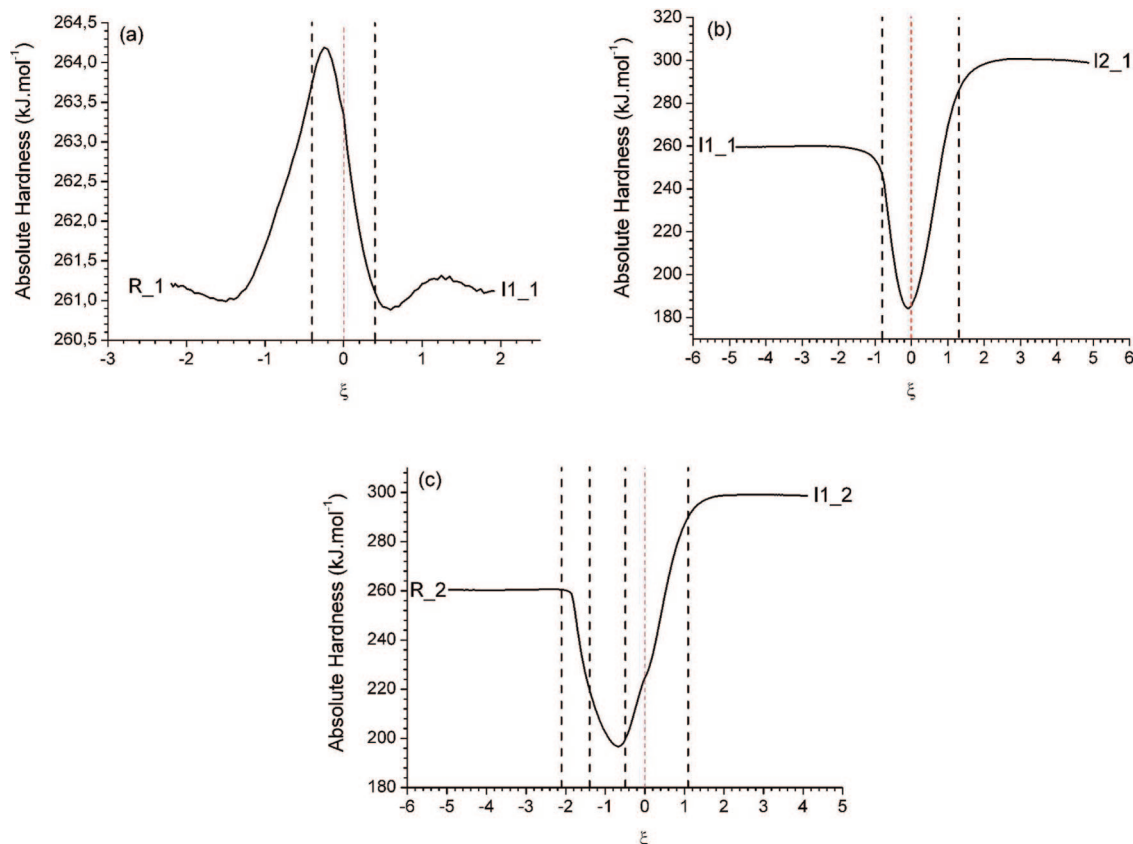 (a)
Absolute Hardness (kJ.mol⁻¹)
264,5
264,0
263,5
263,0
262,5
262,0
261,5
261,0
260,5
R_1
I1_1
-3 -2 -1 0 1 2
ξ
(b)
Absolute Hardness (kJ.mol⁻¹)
320
300
280
260
240
220
200
180
I1_1
I2_1
-6 -5 -4 -3 -2 -1 0 1 2 3 4 5 6
ξ
(c)
Absolute Hardness (kJ.mol⁻¹)
300
280
260
240
220
200
180
R_2
I1_2
-6 -5 -4 -3 -2 -1 0 1 2 3 4 5
ξ